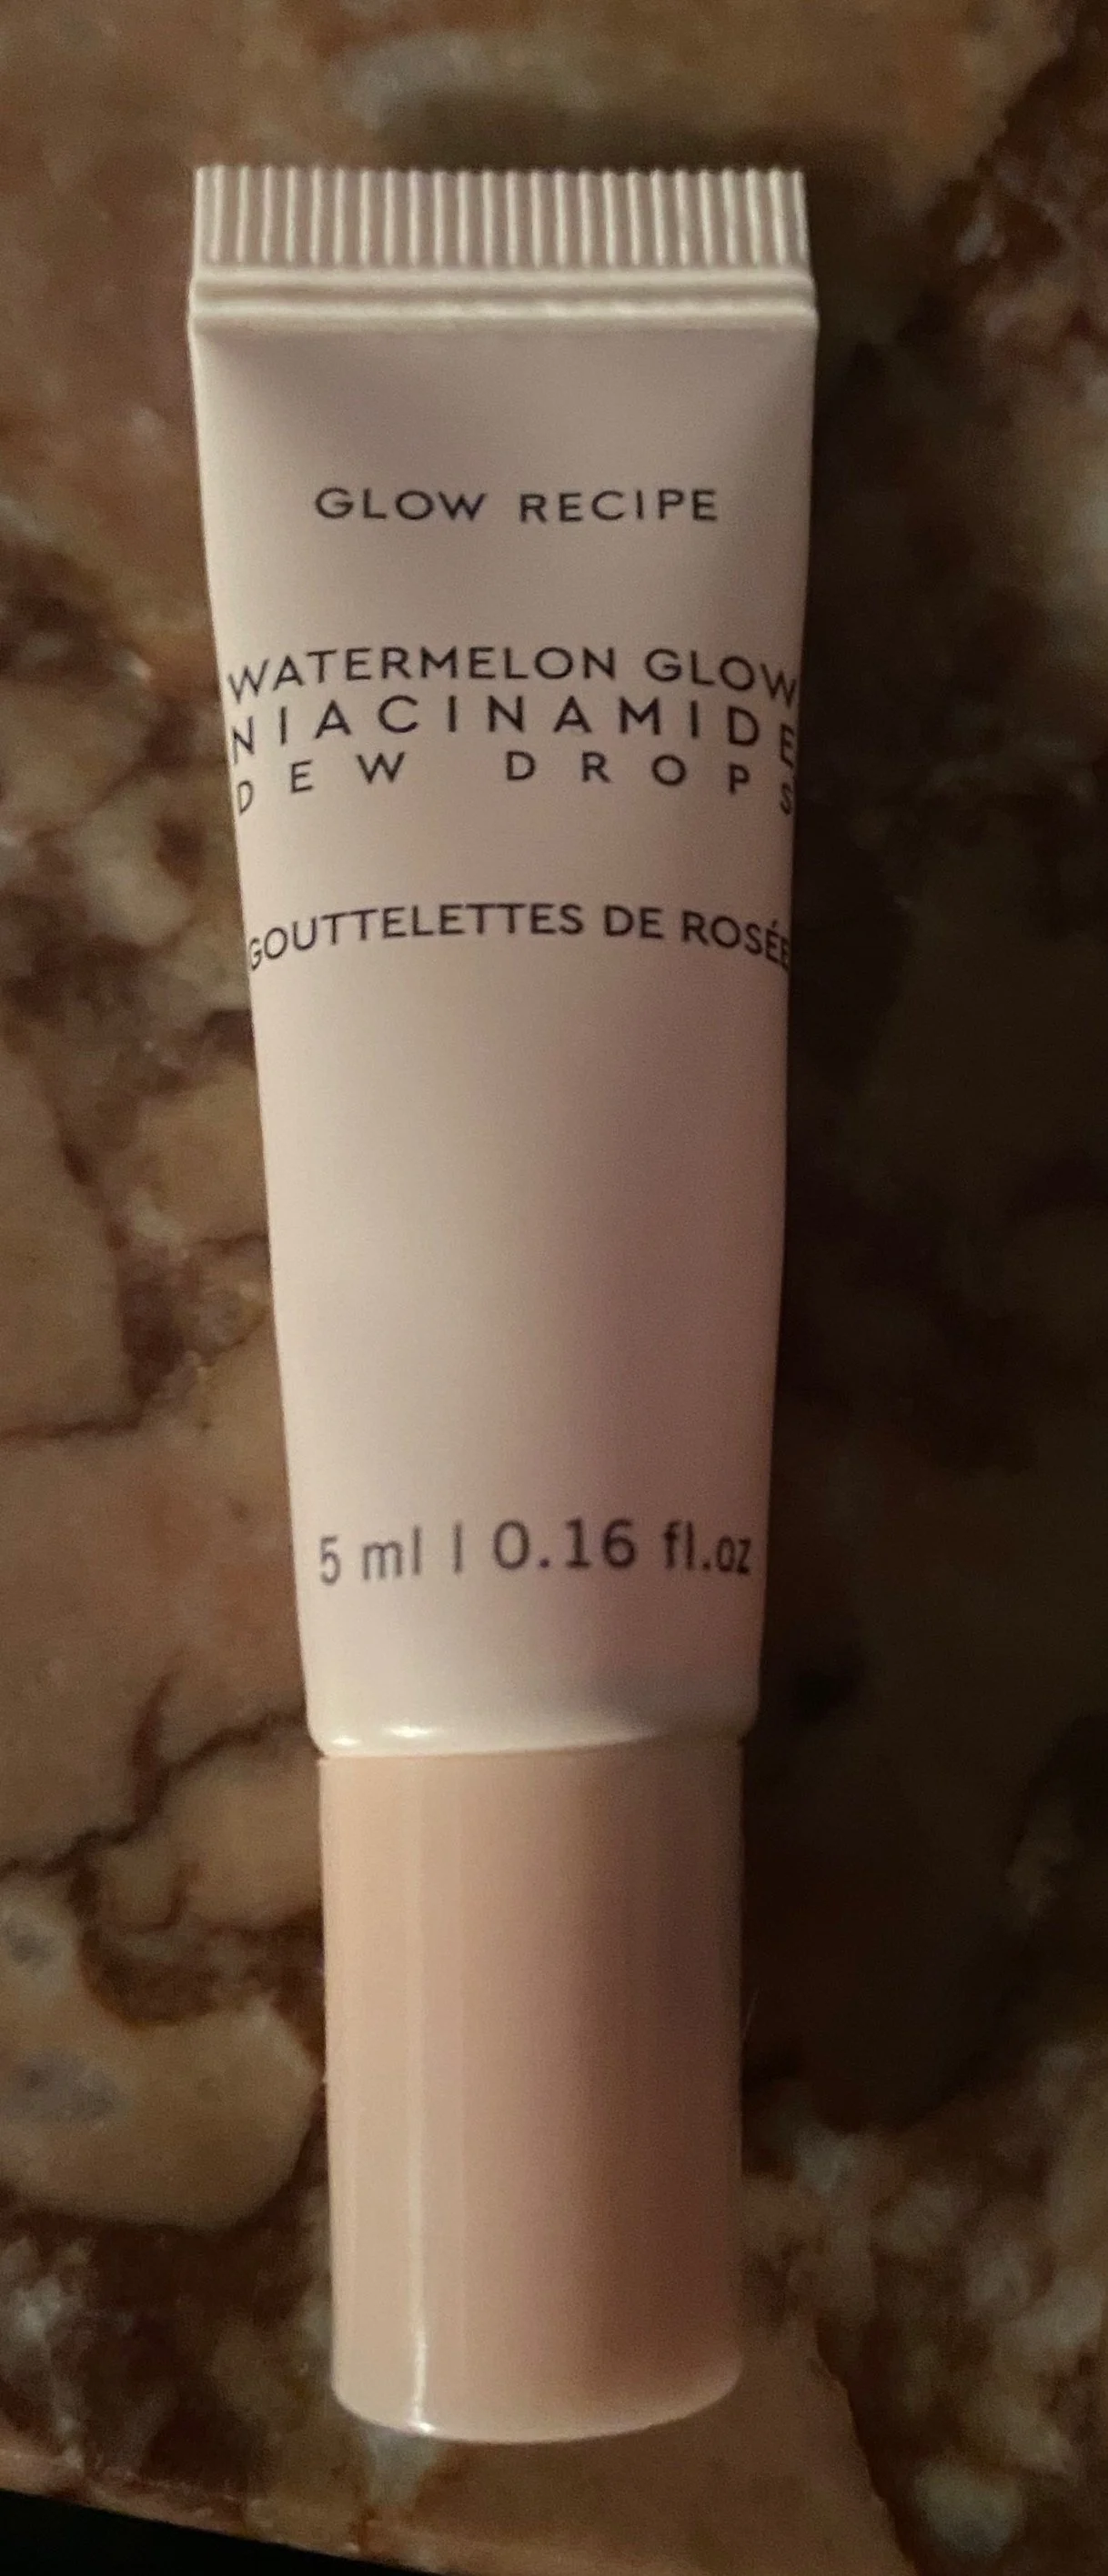 GLOW RECIPE
WATERMELON GLOW
NIACINAMIDE
DEW DROPS
GOUTTELETTES DE ROSÉE
5 ml | 0.16 fl.oz